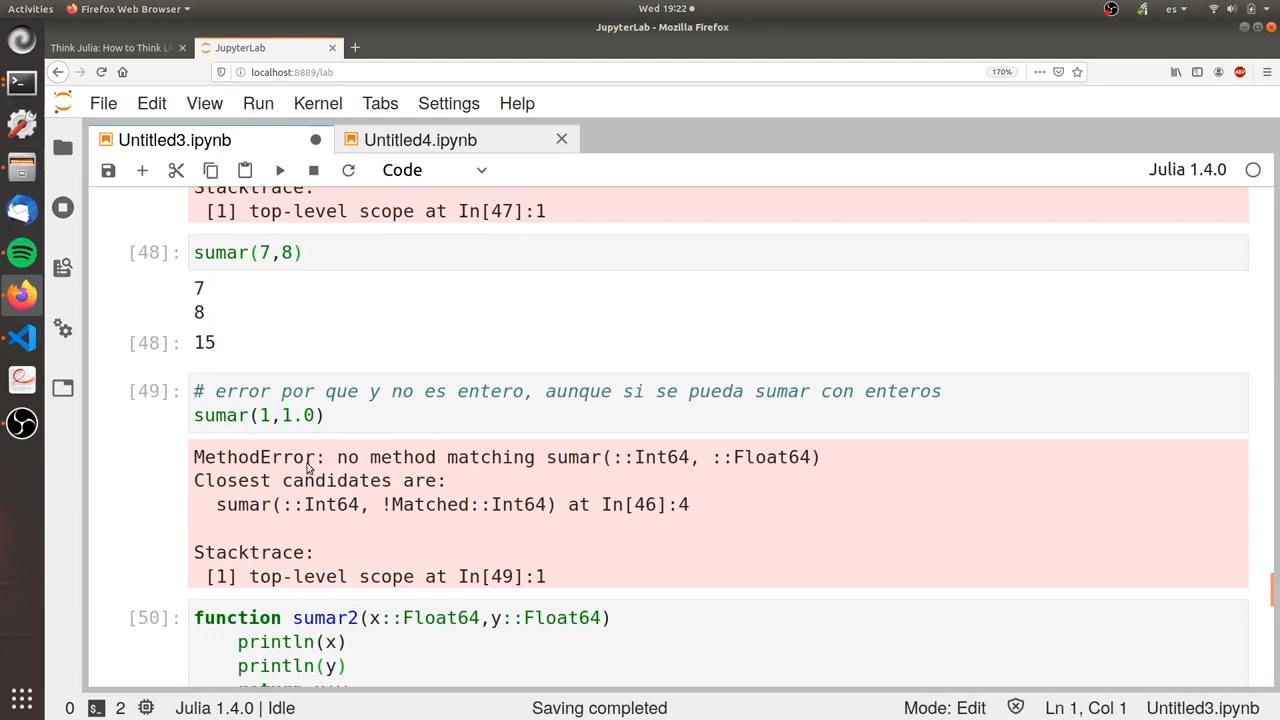 Activities Firefox Web Browser Wed 19:22 es
JupyterLab - Mozilla Firefox
Think Julia: How to Think Li JupyterLab
localhost:8889/lab 170% ABP
File Edit View Run Kernel Tabs Settings Help
Untitled3.ipynb Untitled4.ipynb
Code Julia 1.4.0
Stacktrace:
[1] top-level scope at In[47]:1
[48]: sumar(7,8)
7
8
[48]: 15
[49]: # error por que y no es entero, aunque si se pueda sumar con enteros
sumar(1,1.0)
MethodError: no method matching sumar(::Int64, ::Float64)
Closest candidates are:
sumar(::Int64, !Matched::Int64) at In[46]:4
Stacktrace:
[1] top-level scope at In[49]:1
[50]: function sumar2(x::Float64,y::Float64)
println(x)
println(y)
0 2 Julia 1.4.0 | Idle Saving completed Mode: Edit Ln 1, Col 1 Untitled3.ipynb